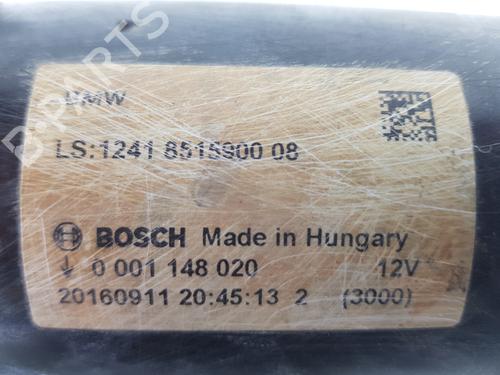 B-PARTS
BMW
LS:1241 8515900 08
BOSCH Made in Hungary
0 001 148 020 12V
20160911 20:45:13 2 (3000)